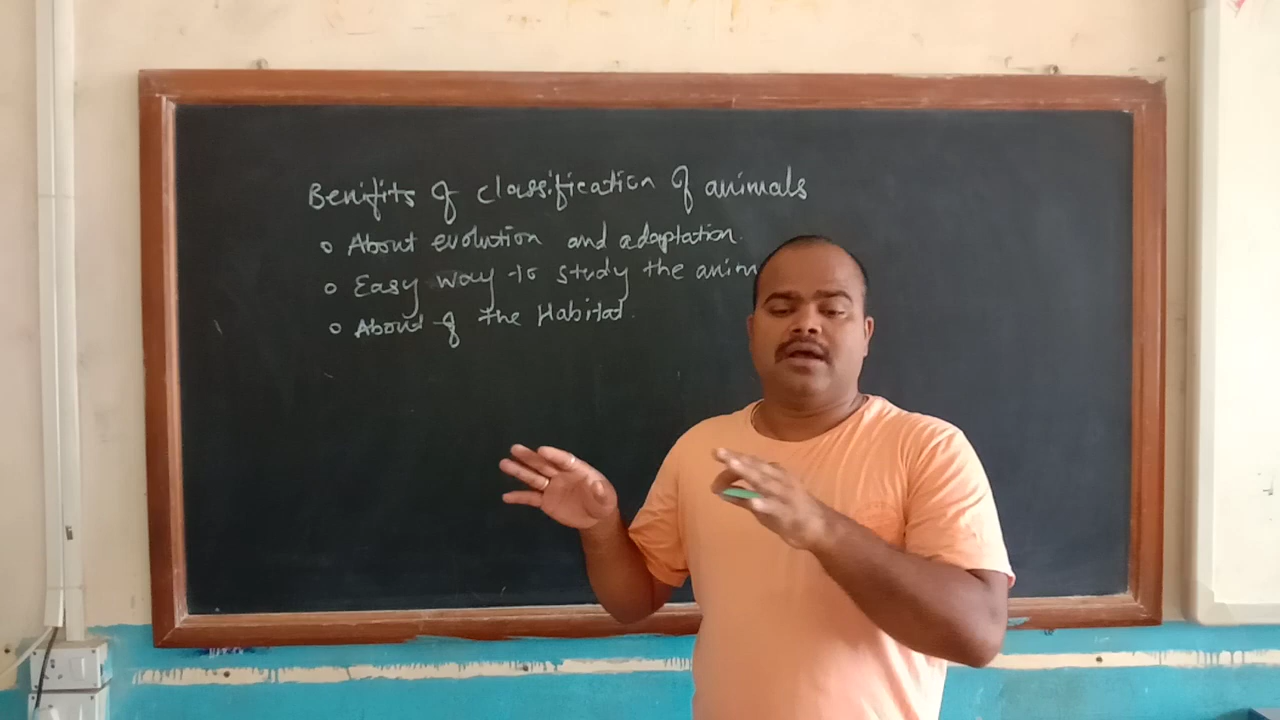 Benifits of classification of animals
o About evolution and adaptation.
o Easy way to study the anim
o About of the Habitat.